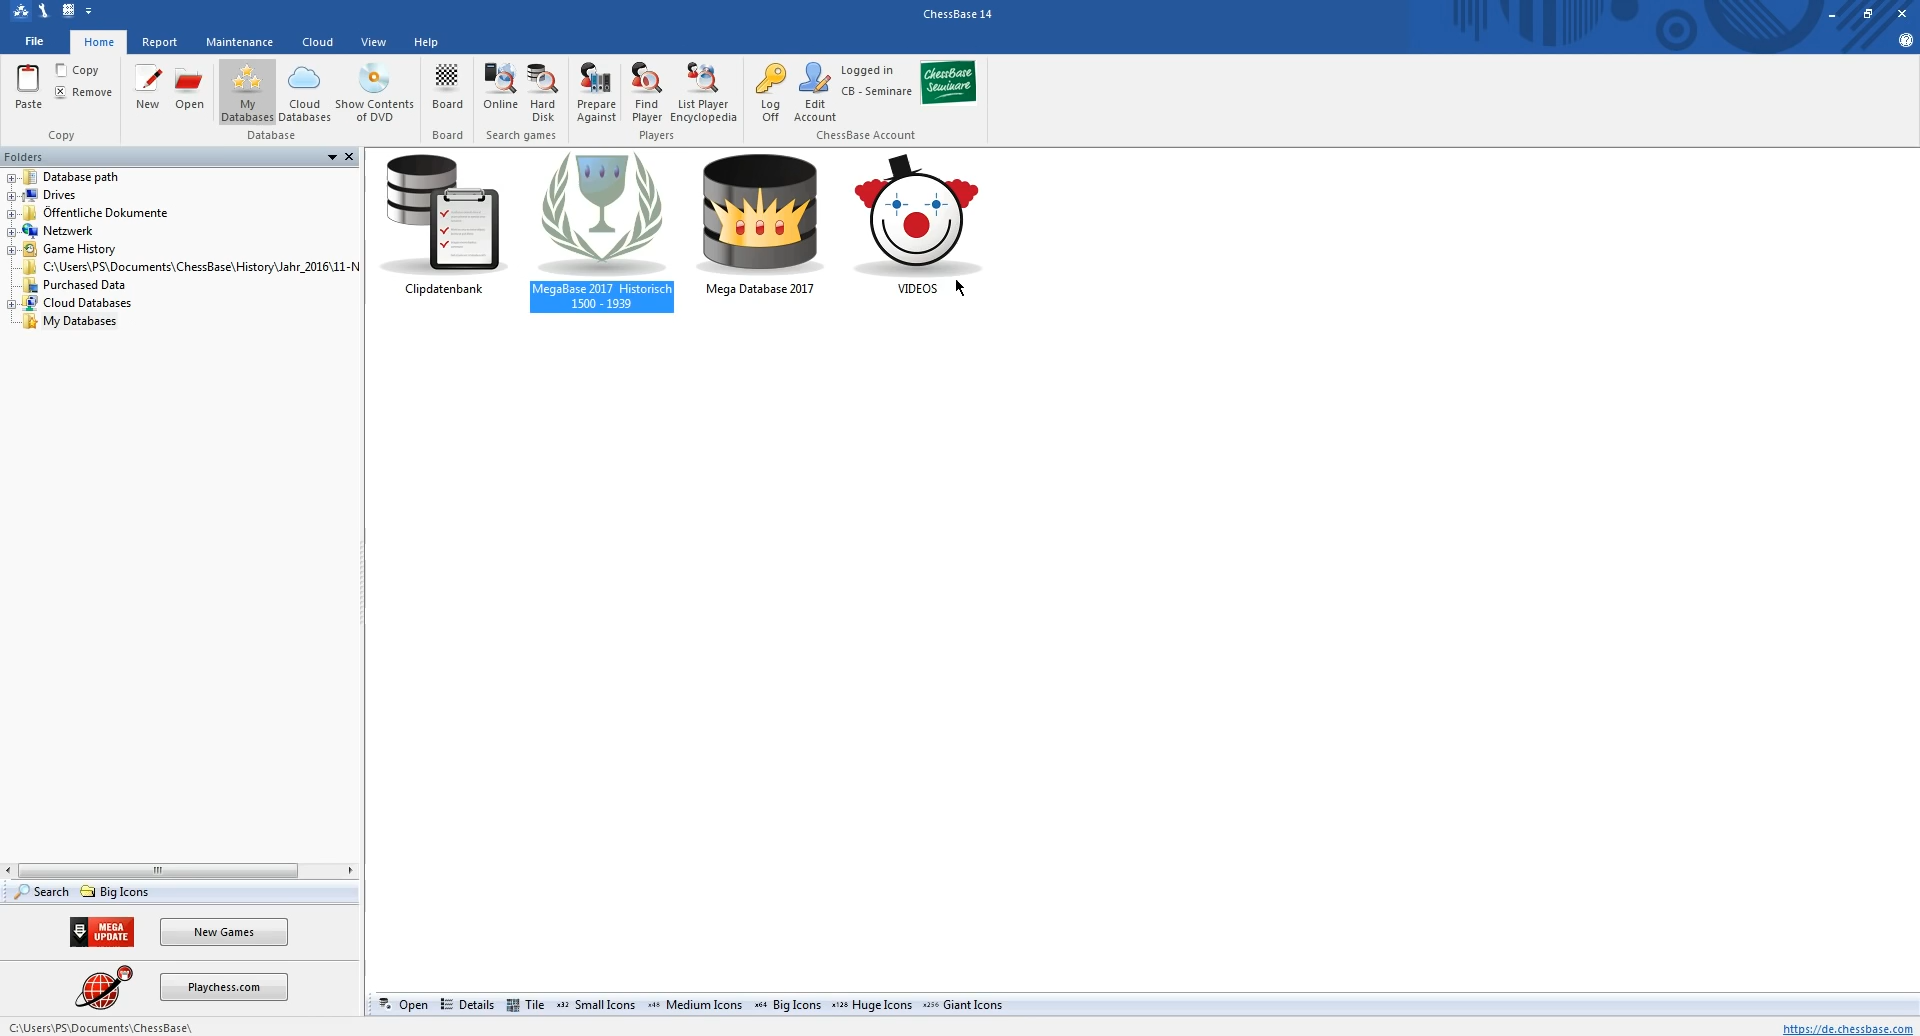 ChessBase 14
File
Home
Report
Maintenance
Cloud
View
Help
Paste
Copy
Remove
Copy
New
Open
My
Databases
Cloud
Databases
Show Contents
of DVD
Database
Board
Board
Online
Hard
Disk
Search games
Prepare
Against
Find
Player
List Player
Encyclopedia
Players
Log
Off
Edit
Account
Logged in
CB - Seminare
ChessBase
Seminare
ChessBase Account
Folders
Database path
Drives
Öffentliche Dokumente
Netzwerk
Game History
C:\Users\PS\Documents\ChessBase\History\Jahr_2016\11-N
Purchased Data
Cloud Databases
My Databases
Clipdatenbank
MegaBase 2017 Historisch
1500 - 1939
Mega Database 2017
VIDEOS
Search
Big Icons
MEGA
UPDATE
New Games
Playchess.com
Open
Details
Tile
x32 Small Icons
x48 Medium Icons
x64 Big Icons
x128 Huge Icons
x256 Giant Icons
C:\Users\PS\Documents\ChessBase\
https://de.chessbase.com